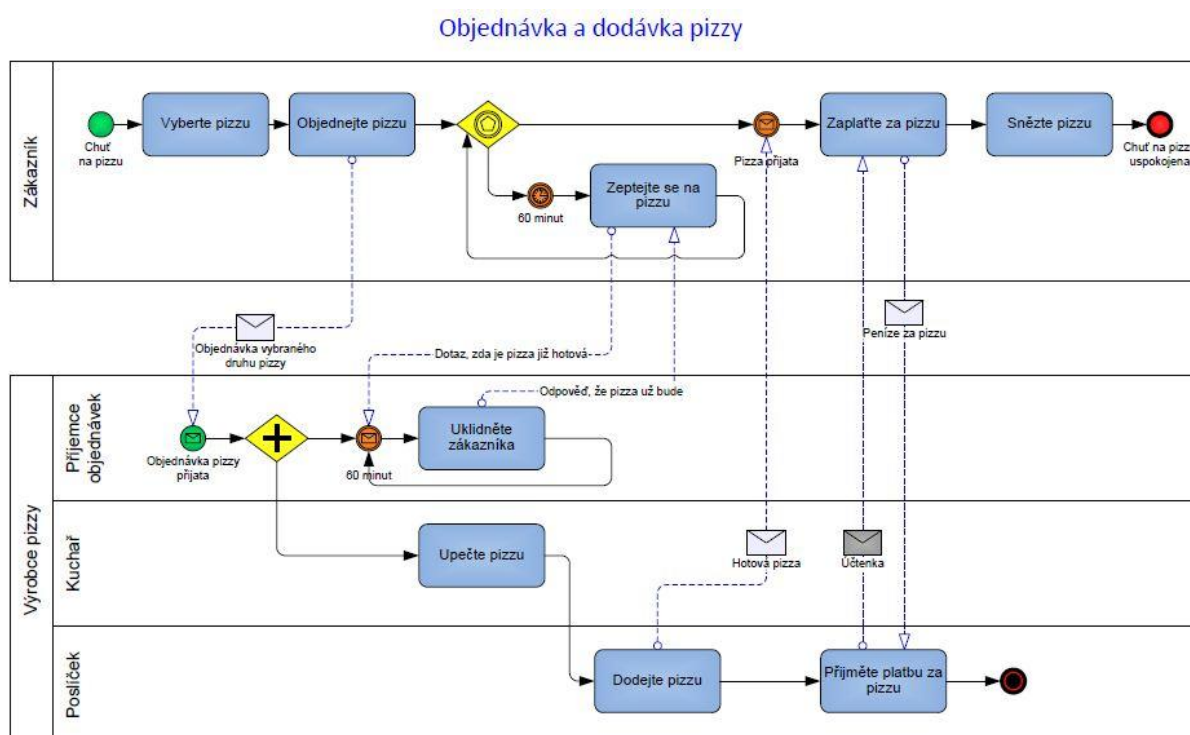 Objednávka a dodávka pizzy
Zákazník
Chuť
na pizzu
Vyberte pizzu
Objednejte pizzu
60 minut
Zeptejte se na
pizzu
Pizza přijata
Zaplaťte za pizzu
Snězte pizzu
Chuť na pizz
uspokojena
Objednávka vybraného
druhu pizzy
Dotaz, zda je pizza již hotová
Odpověď, že pizza už bude
Peníze za pizzu
Výrobce pizzy
Příjemce
objednávek
Objednávka pizzy
přijata
60 minut
Uklidněte
zákazníka
Kuchař
Upečte pizzu
Hotová pizza
Účtenka
Poslíček
Dodejte pizzu
Přijměte platbu za
pizzu